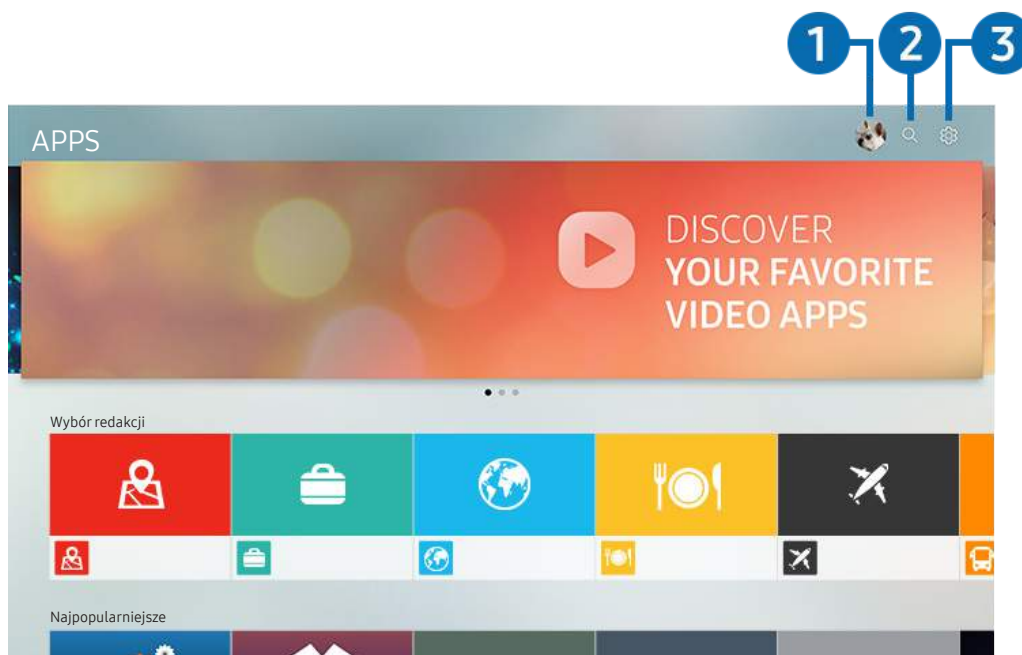 1 2 3
APPS
DISCOVER
YOUR FAVORITE
VIDEO APPS
Wybór redakcji
Najpopularniejsze